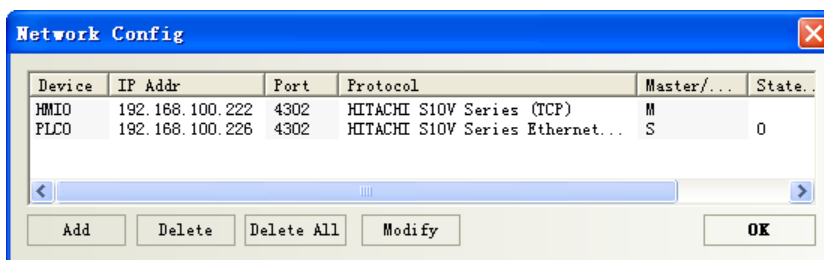 Network Config
Device IP Addr Port Protocol Master/... State..
HMI0 192.168.100.222 4302 HITACHI S10V Series (TCP) M
PLC0 192.168.100.226 4302 HITACHI S10V Series Ethernet... S 0
Add Delete Delete All Modify OK